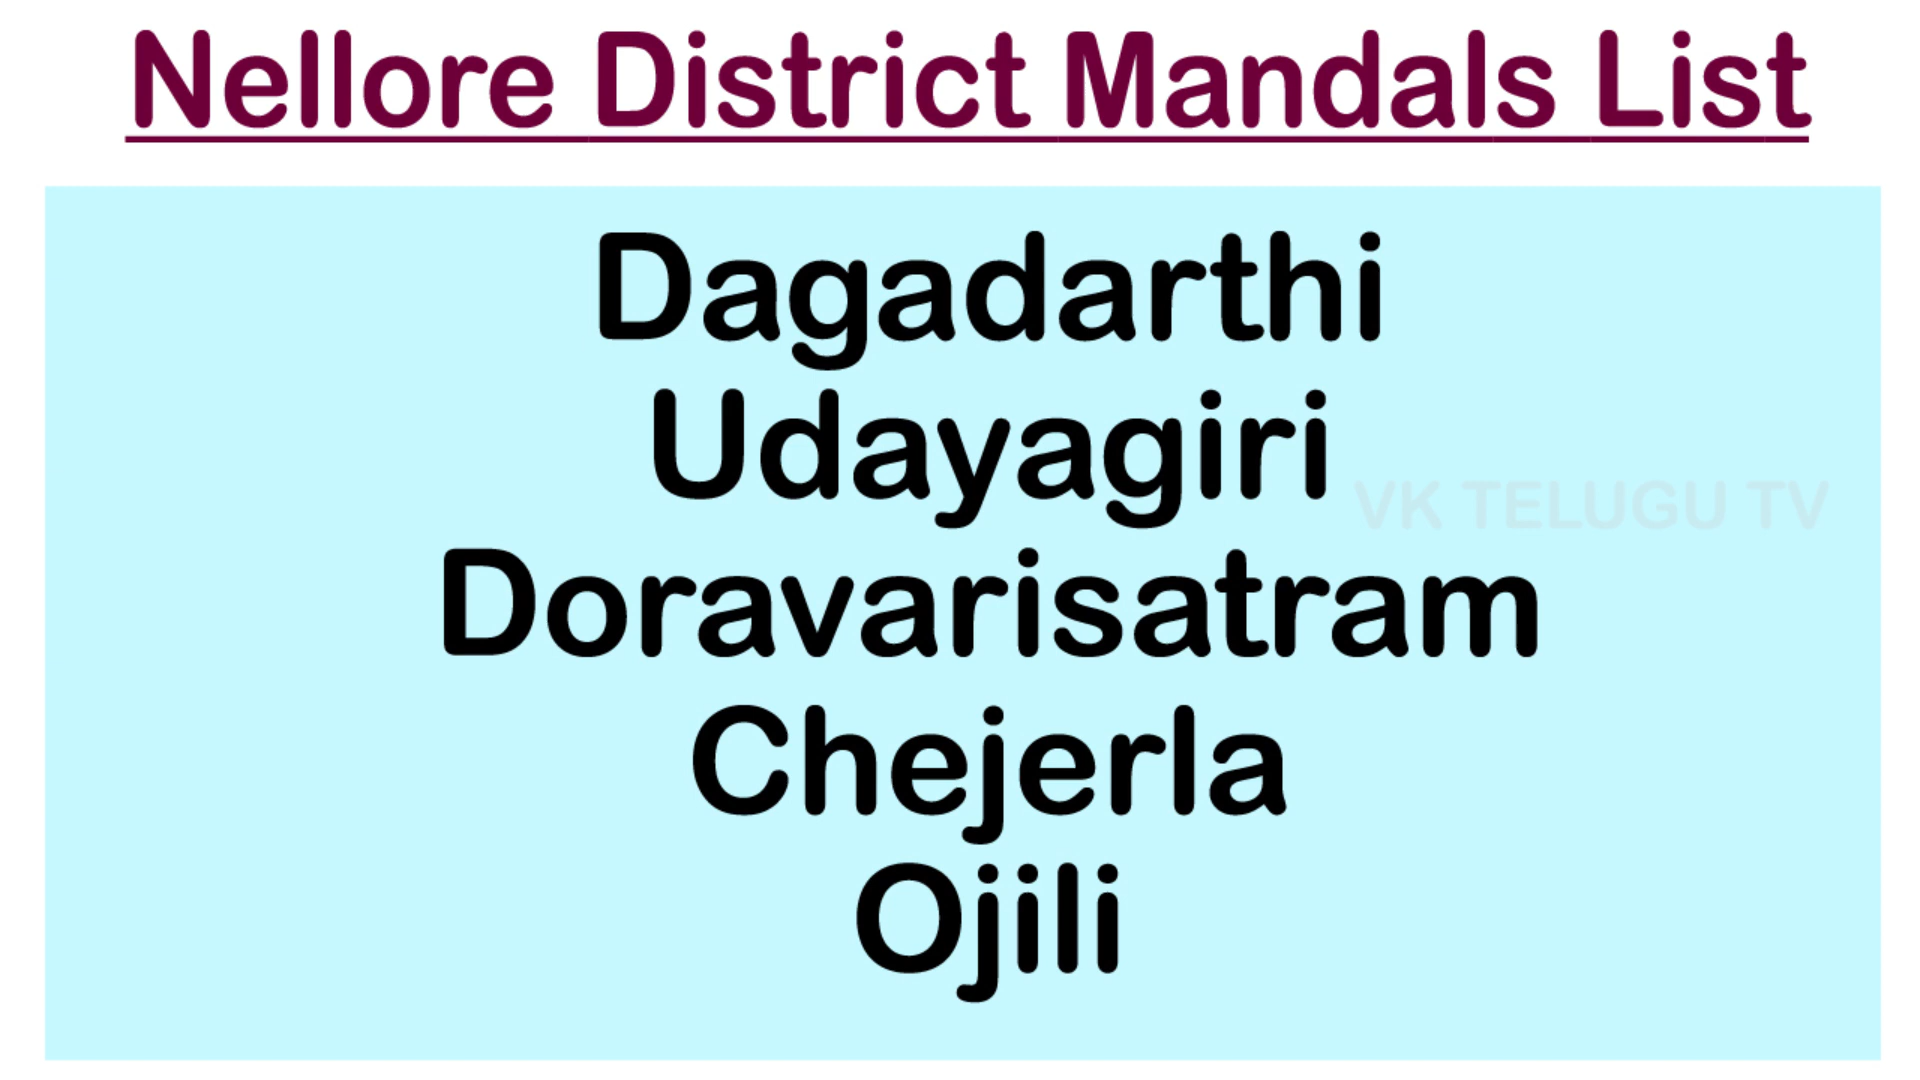 Nellore District Mandals List
Dagadarthi
Udayagiri
VK TELUGU TV
Doravarisatram
Chejerla
Ojili